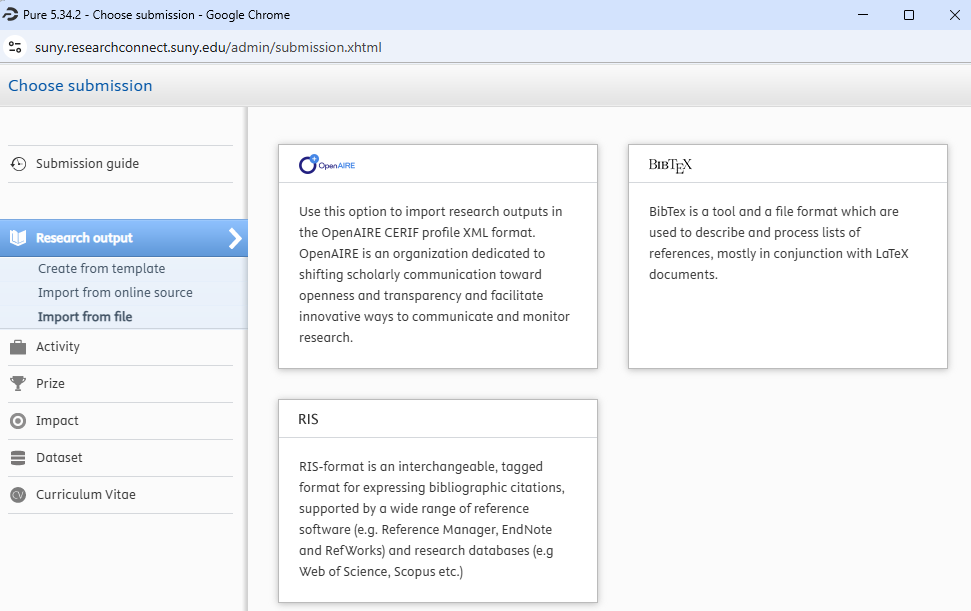 Pure 5.34.2 - Choose submission - Google Chrome
suny.researchconnect.suny.edu/admin/submission.xhtml
Choose submission
Submission guide
Research output
Create from template
Import from online source
Import from file
Activity
Prize
Impact
Dataset
CV Curriculum Vitae
OpenAIRE
Use this option to import research outputs in
the OpenAIRE CERIF profile XML format.
OpenAIRE is an organization dedicated to
shifting scholarly communication toward
openness and transparency and facilitate
innovative ways to communicate and monitor
research.
BIBTEX
BibTex is a tool and a file format which are
used to describe and process lists of
references, mostly in conjunction with LaTeX
documents.
RIS
RIS-format is an interchangeable, tagged
format for expressing bibliographic citations,
supported by a wide range of reference
software (e.g. Reference Manager, EndNote
and RefWorks) and research databases (e.g
Web of Science, Scopus etc.)